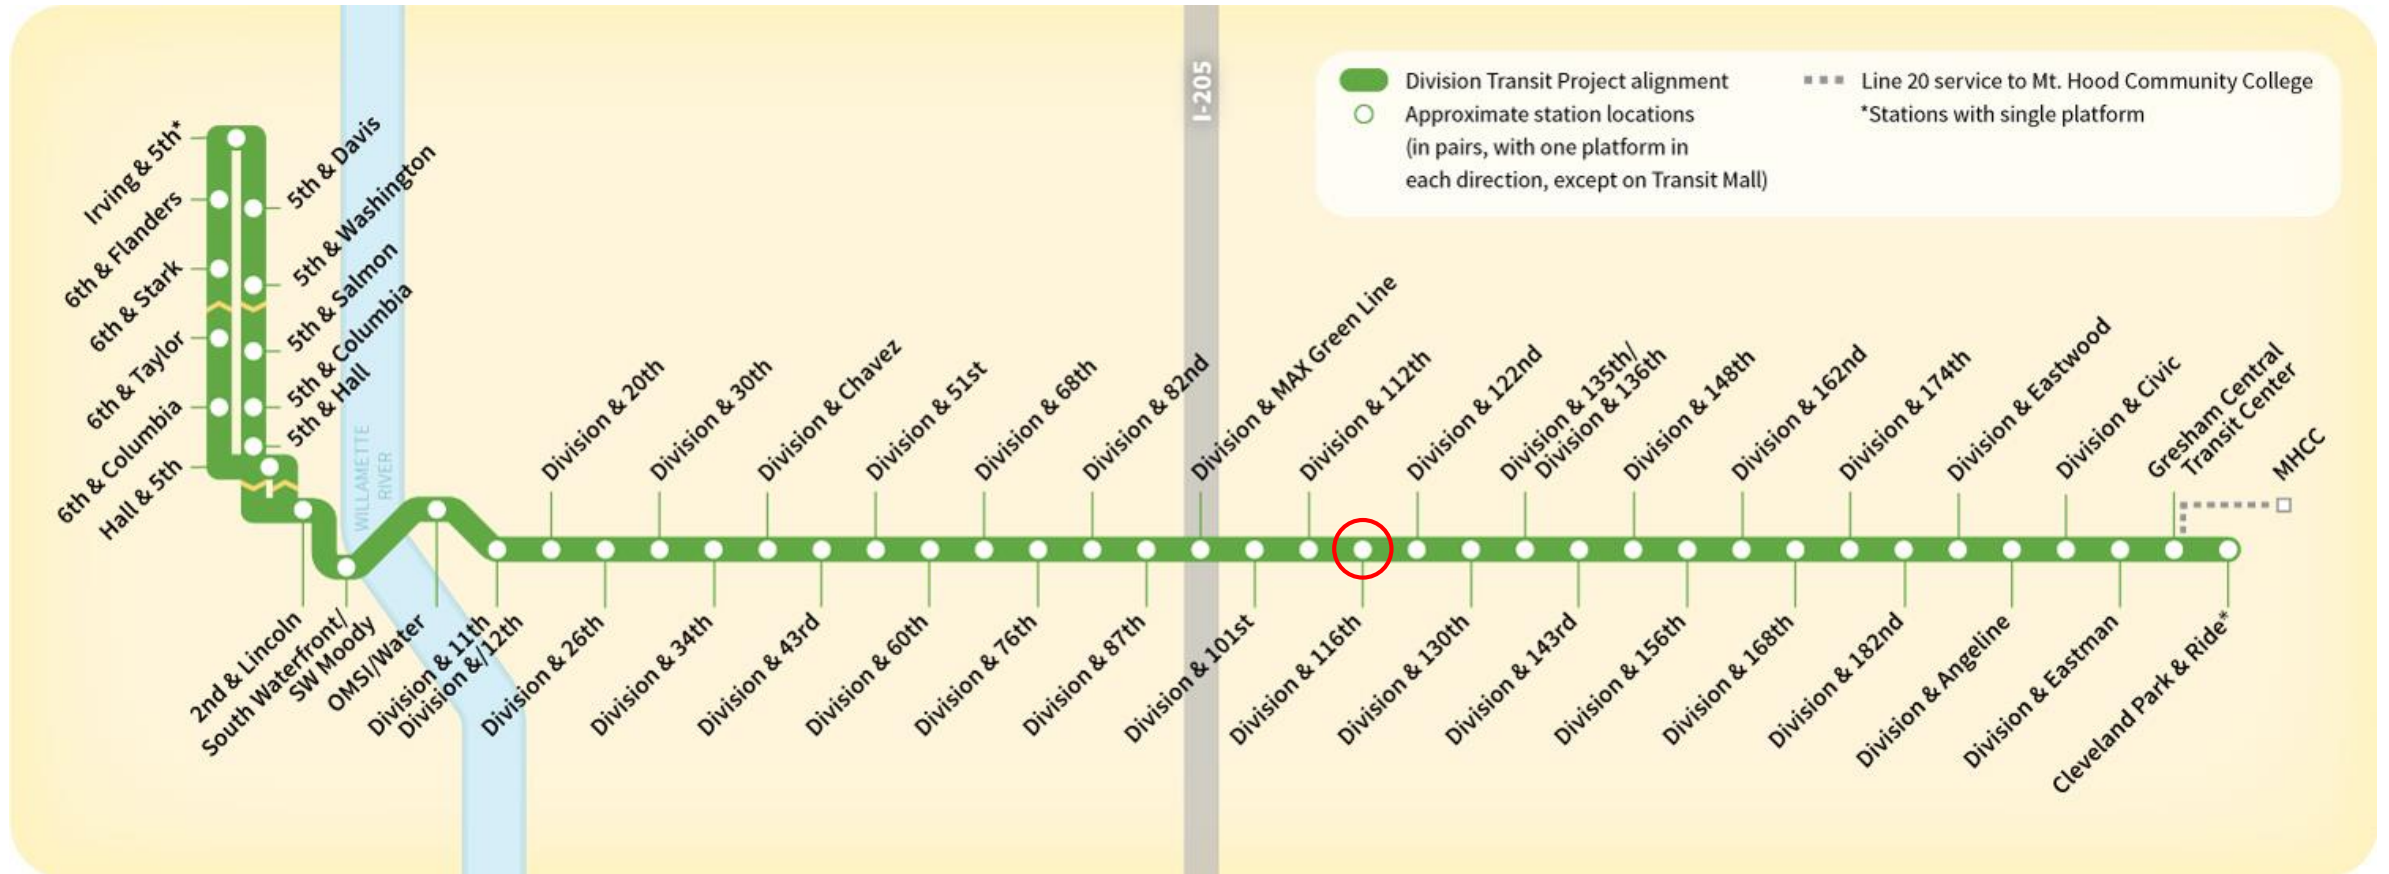 I-205
Division Transit Project alignment
Approximate station locations
(in pairs, with one platform in
each direction, except on Transit Mall)
Line 20 service to Mt. Hood Community College
*Stations with single platform
Irving & 5th*
6th & Flanders
6th & Stark
6th & Taylor
6th & Columbia
Hall & 5th
5th & Davis
5th & Washington
5th & Salmon
5th & Columbia
5th & Hall
WILLAMETTE
RIVER
Division & 20th
Division & 30th
Division & Chavez
Division & 51st
Division & 68th
Division & 82nd
Division & MAX Green Line
Division & 112th
Division & 122nd
Division & 135th/
Division & 136th
Division & 148th
Division & 162nd
Division & 174th
Division & Eastwood
Division & Civic
Gresham Central
Transit Center
MHCC
2nd & Lincoln
South Waterfront/
SW Moody
OMSI/Water
Division & 11th
Division &/12th
Division & 26th
Division & 34th
Division & 43rd
Division & 60th
Division & 76th
Division & 87th
Division & 101st
Division & 116th
Division & 130th
Division & 143rd
Division & 156th
Division & 168th
Division & 182nd
Division & Angeline
Division & Eastman
Cleveland Park & Ride*